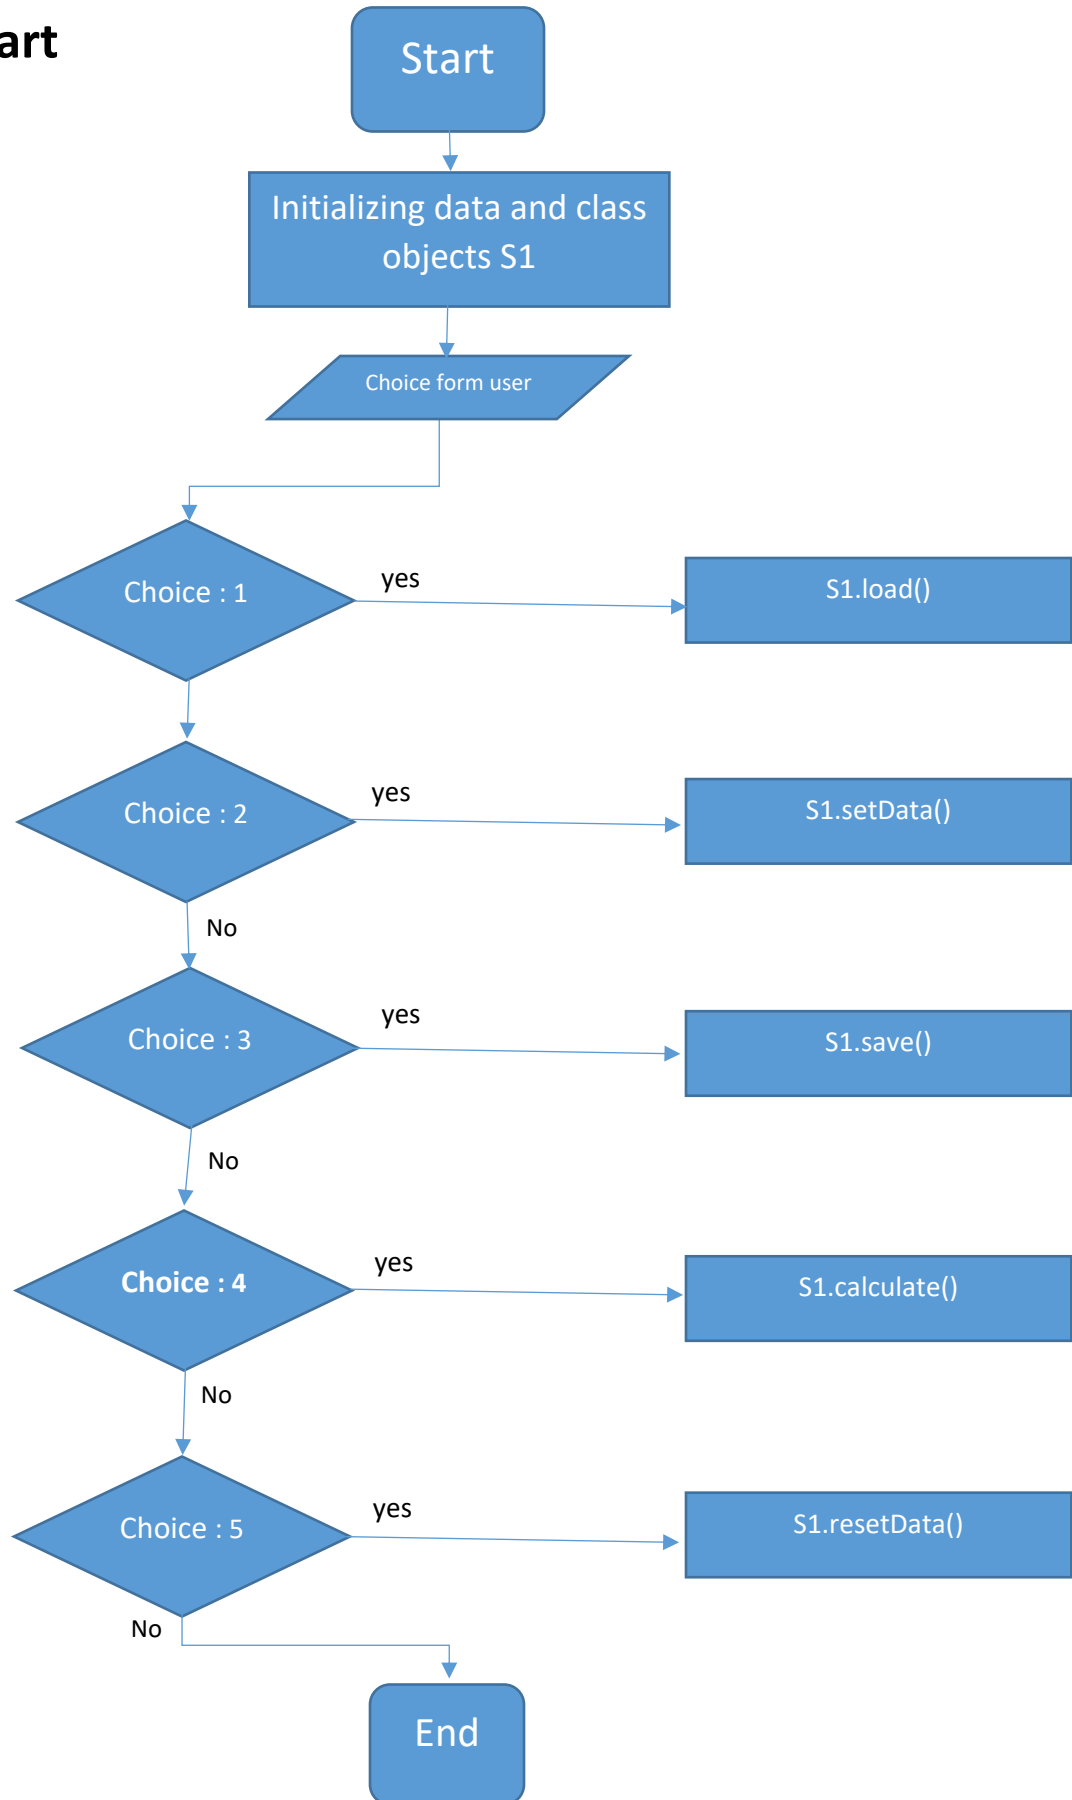 art
Start
Initializing data and class
objects S1
Choice form user
Choice : 1
yes
S1.load()
Choice : 2
yes
S1.setData()
No
Choice : 3
yes
S1.save()
No
Choice : 4
yes
S1.calculate()
No
Choice : 5
yes
S1.resetData()
No
End